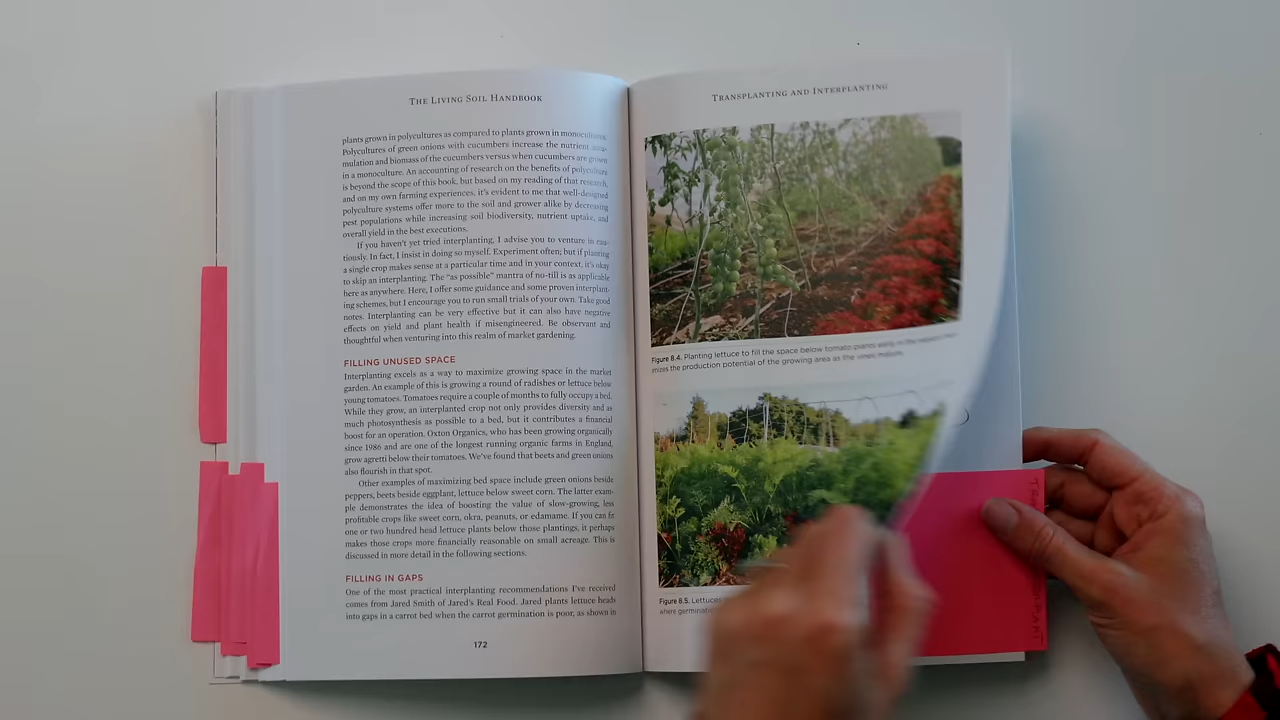 THE LIVING SOIL HANDBOOK
plants grown in polycultures as compared to plants grown in monocultures.
Polycultures of green onions with cucumbers increase the nutrient accu-
mulation and biomass of the cucumbers versus when cucumbers are grown
in a monoculture. An accounting of research on the benefits of polyculture
is beyond the scope of this book, but based on my reading of that research,
and on my own farming experiences, it's evident to me that well-designed
polyculture systems offer more to the soil and grower alike by decreasing
pest populations while increasing soil biodiversity, nutrient uptake, and
overall yield in the best executions.
If you haven't yet tried interplanting, I advise you to venture in cau-
tiously. In fact, I insist in doing so myself. Experiment often; but if planting
a single crop makes sense at a particular time and in your context, it's okay
to skip an interplanting. The "as possible" mantra of no-till is as applicable
here as anywhere. Here, I offer some guidance and some proven interplant-
ing schemes, but I encourage you to run small trials of your own. Take good
notes. Interplanting can be very effective but it can also have negative
effects on yield and plant health if misengineered. Be observant and
thoughtful when venturing into this realm of market gardening.
FILLING UNUSED SPACE
Interplanting excels as a way to maximize growing space in the market
garden. An example of this is growing a round of radishes or lettuce below
young tomatoes. Tomatoes require a couple of months to fully occupy a bed.
While they grow, an interplanted crop not only provides diversity and as
much photosynthesis as possible to a bed, but it contributes a financial
boost for an operation. Oxton Organics, who has been growing organically
since 1986 and are one of the longest running organic farms in England,
grow agretti below their tomatoes. We've found that beets and green onions
also flourish in that spot.
Other examples of maximizing bed space include green onions beside
peppers, beets beside eggplant, lettuce below sweet corn. The latter exam-
ple demonstrates the idea of boosting the value of slow-growing, less
profitable crops like sweet corn, okra, peanuts, or edamame. If you can fit
one or two hundred head lettuce plants below those plantings, it perhaps
makes those crops more financially reasonable on small acreage. This is
discussed in more detail in the following sections.
FILLING IN GAPS
One of the most practical interplanting recommendations I've received
comes from Jared Smith of Jared's Real Food. Jared plants lettuce heads
into gaps in a carrot bed when the carrot germination is poor, as shown in
172
TRANSPLANTING AND INTERPLANTING
Figure 8.4. Planting lettuce to fill the space below tomato plants early in the season
mizes the production potential of the growing area as the vines mature.
Figure 8.5. Lettuces
where germination